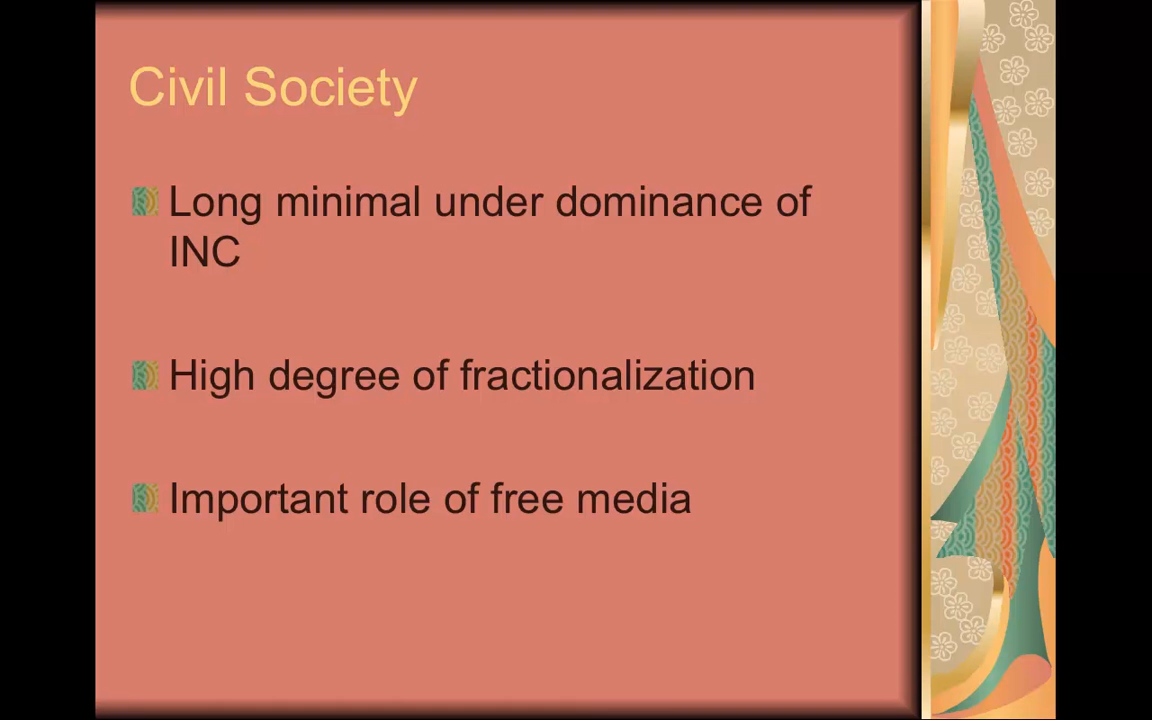 Civil Society
Long minimal under dominance of
INC
High degree of fractionalization
Important role of free media